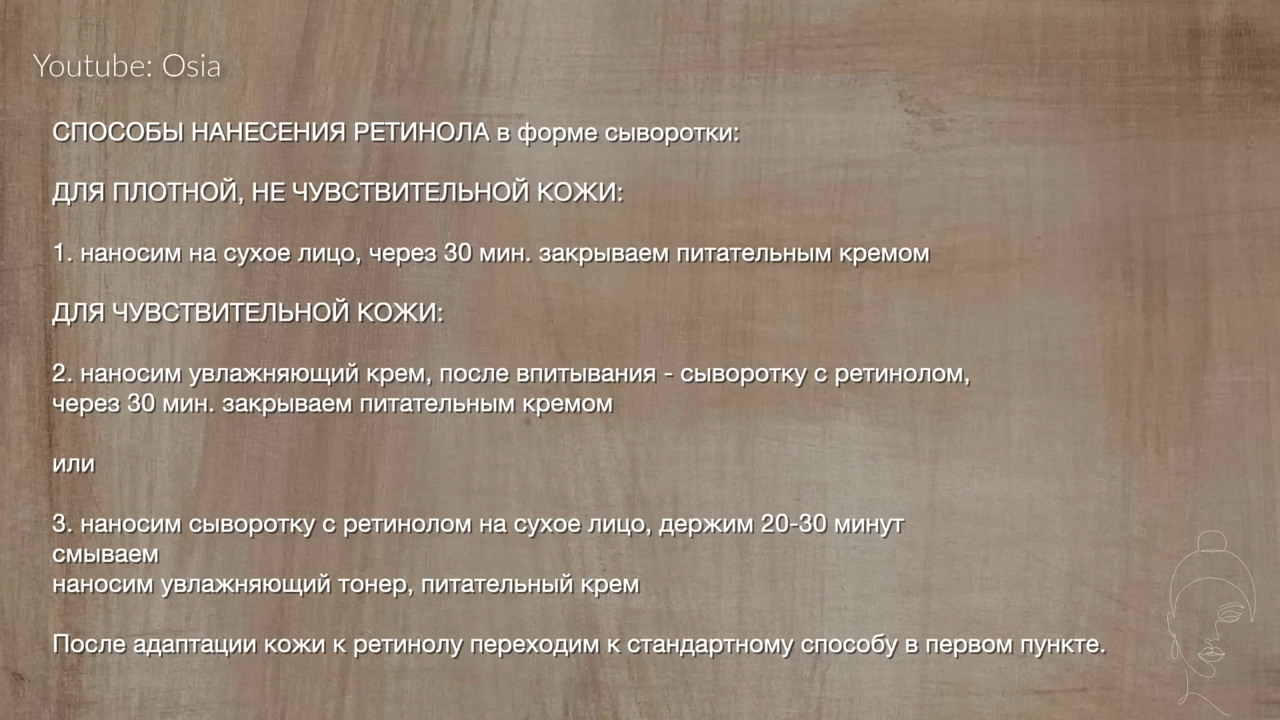 Youtube: Osia
СПОСОБЫ НАНЕСЕНИЯ РЕТИНОЛА в форме сыворотки:
ДЛЯ ПЛОТНОЙ, НЕ ЧУВСТВИТЕЛЬНОЙ КОЖИ:
1. наносим на сухое лицо, через 30 мин. закрываем питательным кремом
ДЛЯ ЧУВСТВИТЕЛЬНОЙ КОЖИ:
2. наносим увлажняющий крем, после впитывания - сыворотку с ретинолом,
через 30 мин. закрываем питательным кремом
или
3. наносим сыворотку с ретинолом на сухое лицо, держим 20-30 минут
смываем
наносим увлажняющий тонер, питательный крем
После адаптации кожи к ретинолу переходим к стандартному способу в первом пункте.